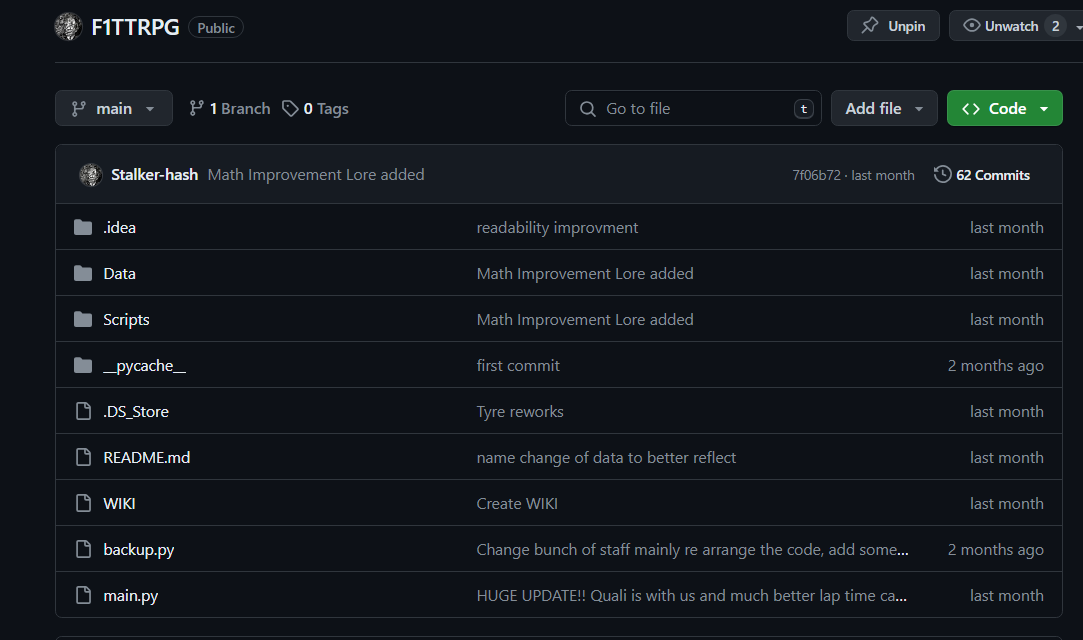 F1TTRPG Public Unpin Unwatch 2
main 1 Branch 0 Tags Go to file t Add file Code
Stalker-hash Math Improvement Lore added 7f06b72 · last month 62 Commits
.idea readability improvment last month
Data Math Improvement Lore added last month
Scripts Math Improvement Lore added last month
__pycache__ first commit 2 months ago
.DS_Store Tyre reworks last month
README.md name change of data to better reflect last month
WIKI Create WIKI last month
backup.py Change bunch of staff mainly re arrange the code, add some... 2 months ago
main.py HUGE UPDATE!! Quali is with us and much better lap time ca... last month